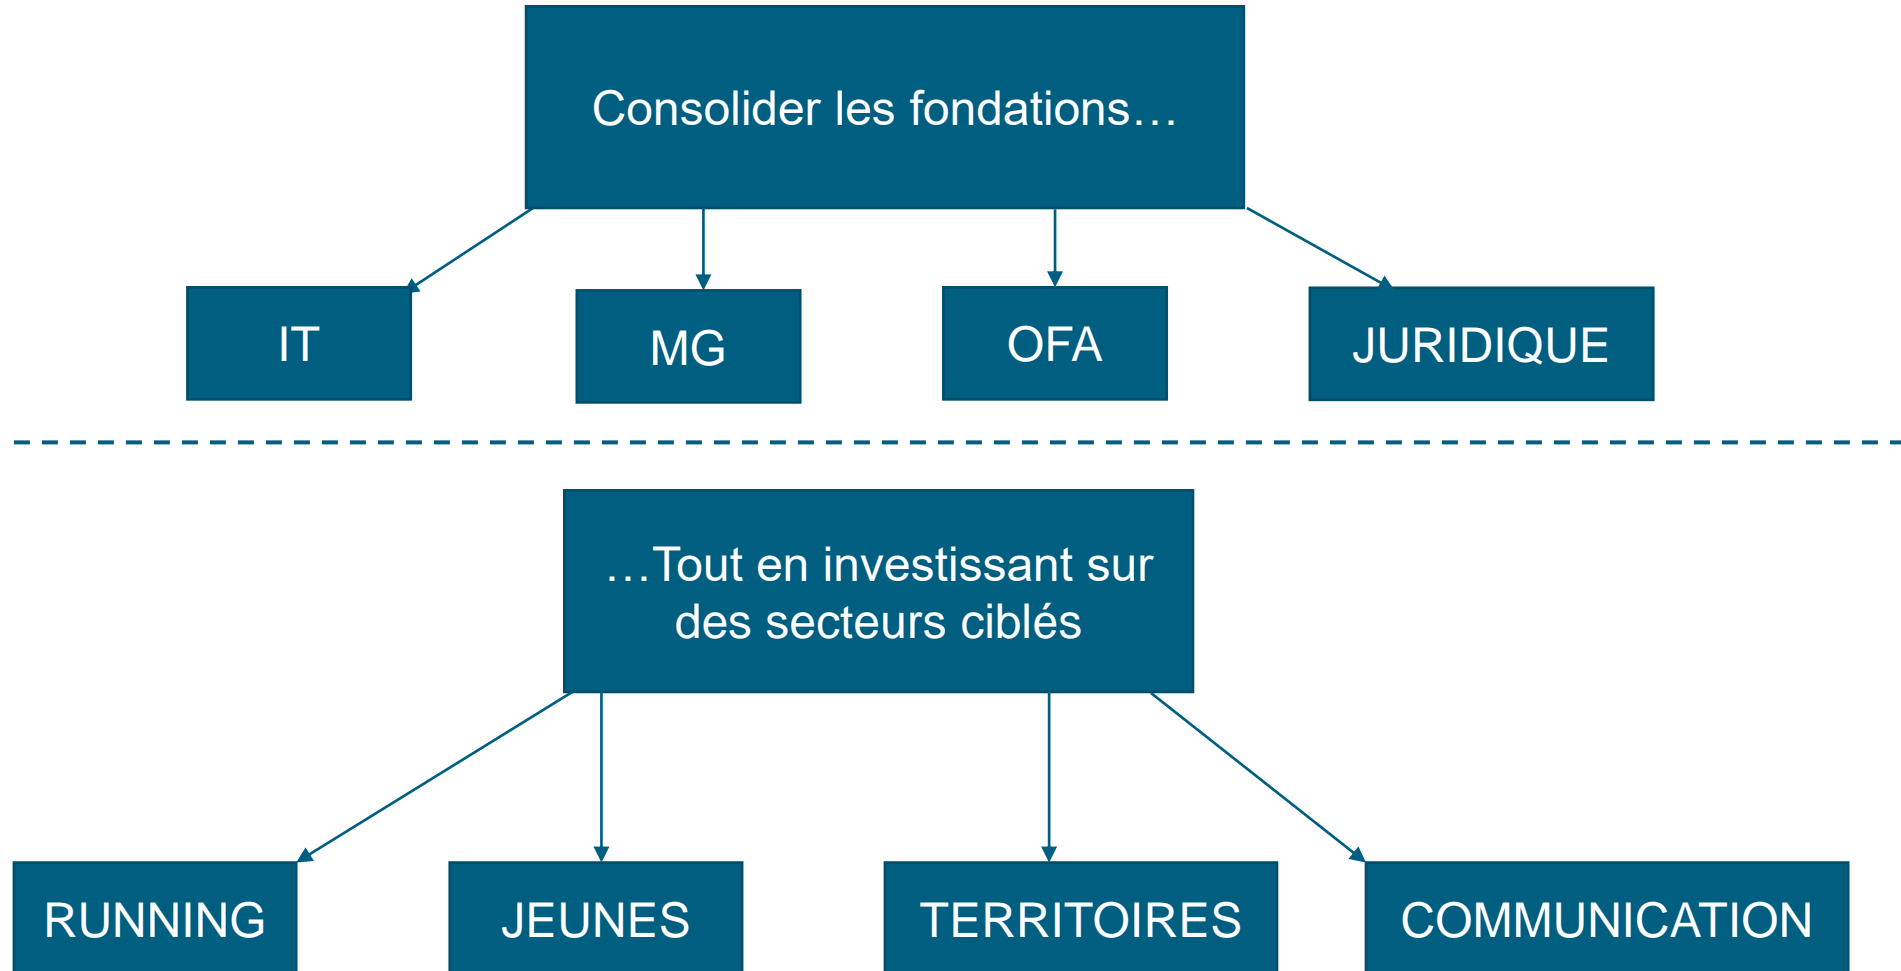 Consolider les fondations…
IT
MG
OFA
JURIDIQUE
…Tout en investissant sur
des secteurs ciblés
RUNNING
JEUNES
TERRITOIRES
COMMUNICATION